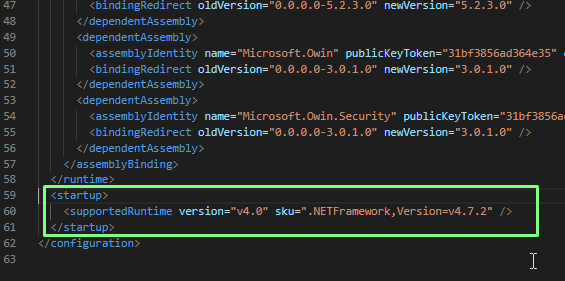 47 <bindingRedirect oldVersion="0.0.0.0-5.2.3.0" newVersion="5.2.3.0" />
48 </dependentAssembly>
49 <dependentAssembly>
50 <assemblyIdentity name="Microsoft.Owin" publicKeyToken="31bf3856ad364e35"
51 <bindingRedirect oldVersion="0.0.0.0-3.0.1.0" newVersion="3.0.1.0" />
52 </dependentAssembly>
53 <dependentAssembly>
54 <assemblyIdentity name="Microsoft.Owin.Security" publicKeyToken="31bf3856a
55 <bindingRedirect oldVersion="0.0.0.0-3.0.1.0" newVersion="3.0.1.0" />
56 </dependentAssembly>
57 </assemblyBinding>
58 </runtime>
59 <startup>
60 <supportedRuntime version="v4.0" sku=".NETFramework,Version=v4.7.2" />
61 </startup>
62 </configuration>
63